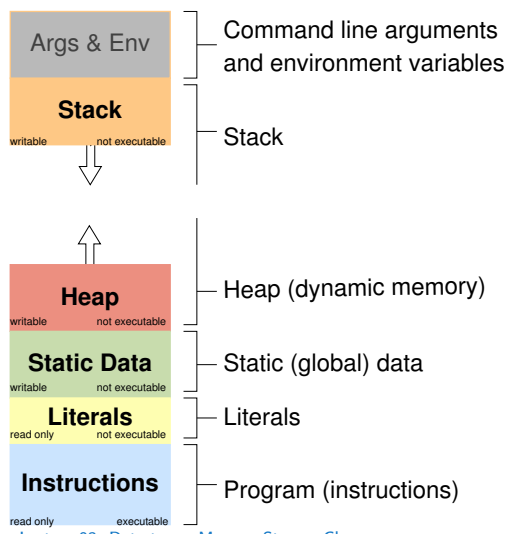 Args & Env
Command line arguments
and environment variables
Stack
writable not executable
Stack
Heap
writable not executable
Heap (dynamic memory)
Static Data
writable not executable
Static (global) data
Literals
read only not executable
Literals
Instructions
read only executable
Program (instructions)